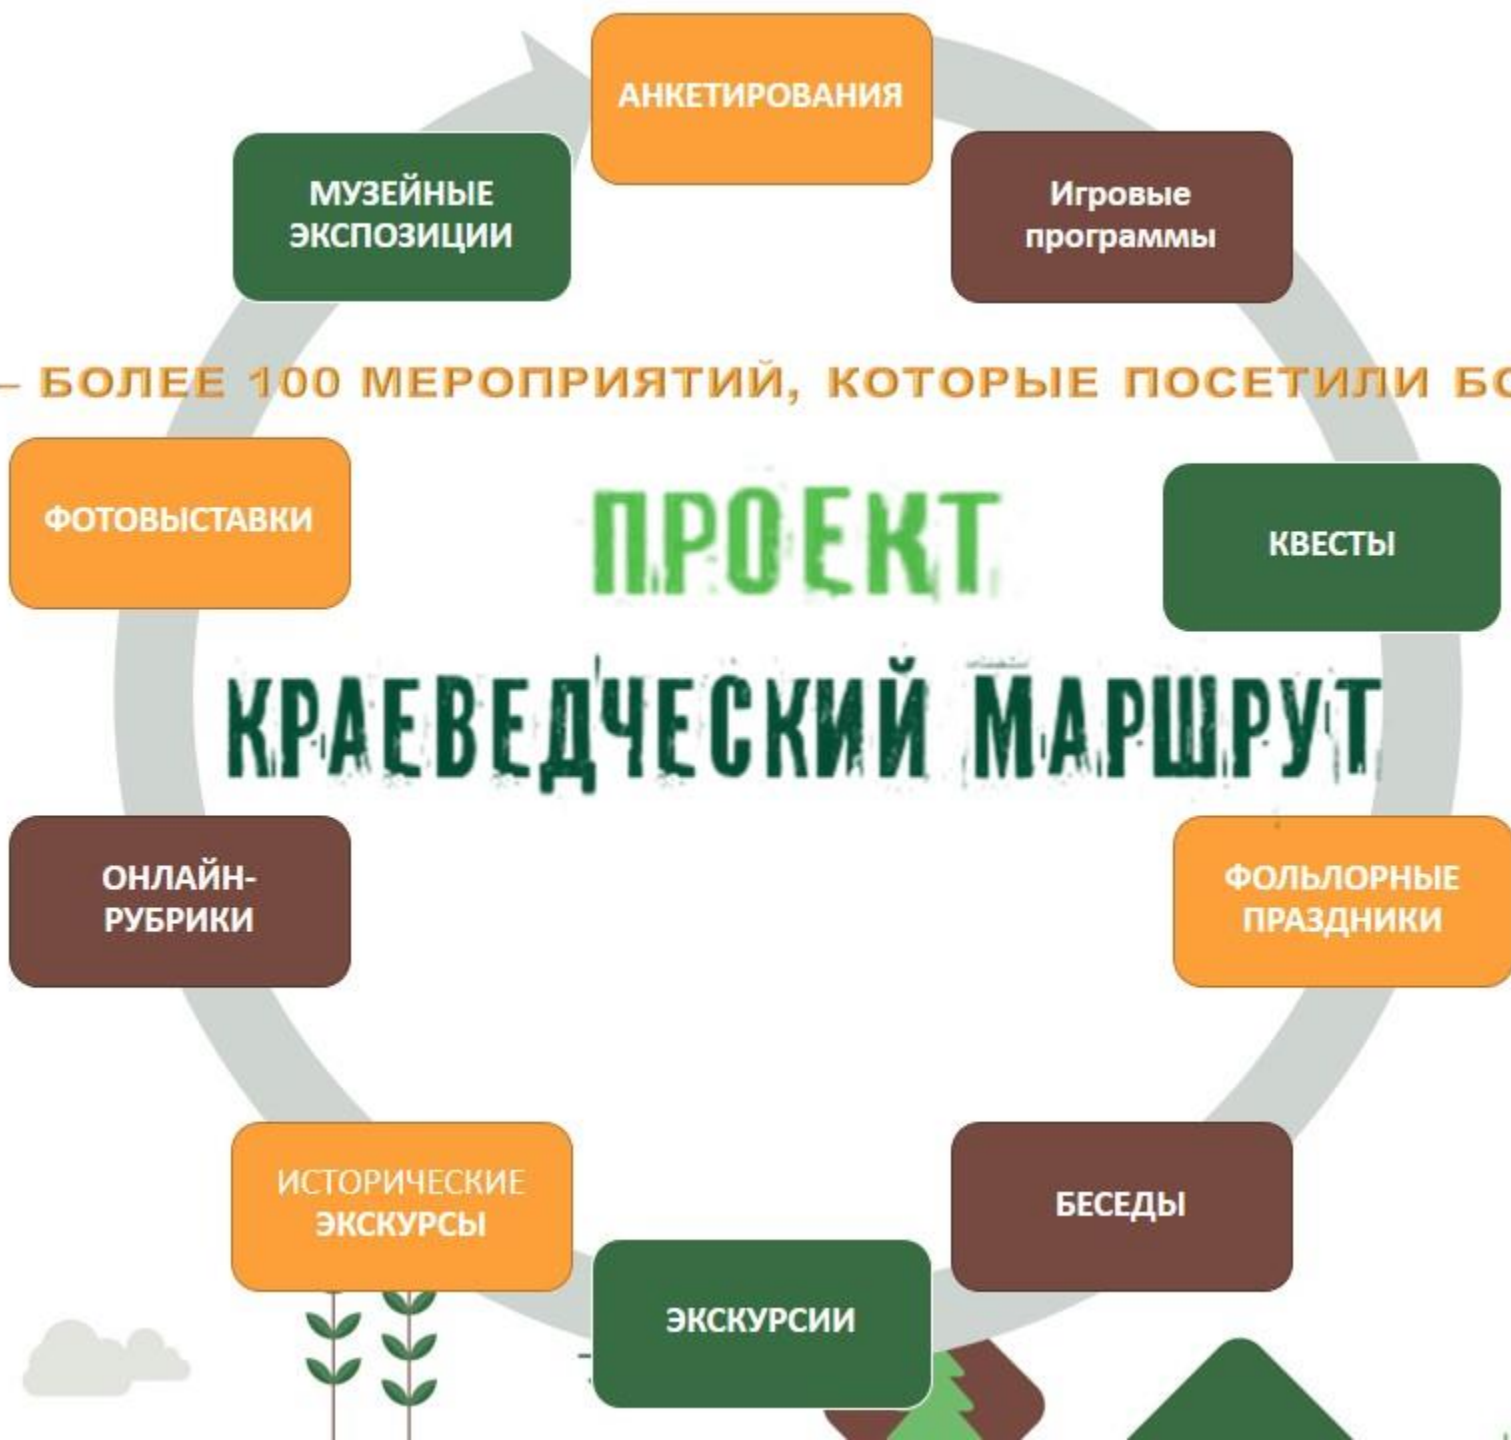 АНКЕТИРОВАНИЯ
МУЗЕЙНЫЕ
ЭКСПОЗИЦИИ
Игровые
программы
– БОЛЕЕ 100 МЕРОПРИЯТИЙ, КОТОРЫЕ ПОСЕТИЛИ
ФОТОВЫСТАВКИ
ПРОЕКТ
КВЕСТЫ
КРАЕВЕДЧЕСКИЙ МАРШРУТ
ОНЛАЙН-
РУБРИКИ
ФОЛЬЛОРНЫЕ
ПРАЗДНИКИ
ИСТОРИЧЕСКИЕ
ЭКСКУРСЫ
БЕСЕДЫ
ЭКСКУРСИИ